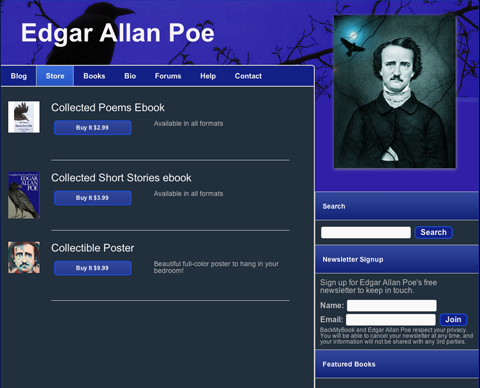 Edgar Allan Poe
Blog Store Books Bio Forums Help Contact
Collected Poems Ebook
Buy It $2.99
Available in all formats
Collected Short Stories ebook
EDGAR
ALLAN
POE
Buy It $3.99
Available in all formats
Collectible Poster
Buy It $9.99
Beautiful full-color poster to hang in your
bedroom!
Search
Search
Newsletter Signup
Sign up for Edgar Allan Poe's free
newsletter to keep in touch.
Name:
Email:
Join
BackMyBook and Edgar Allan Poe respect your privacy.
You will be able to cancel your newsletter at any time, and
your information will not be shared with any 3rd parties.
Featured Books